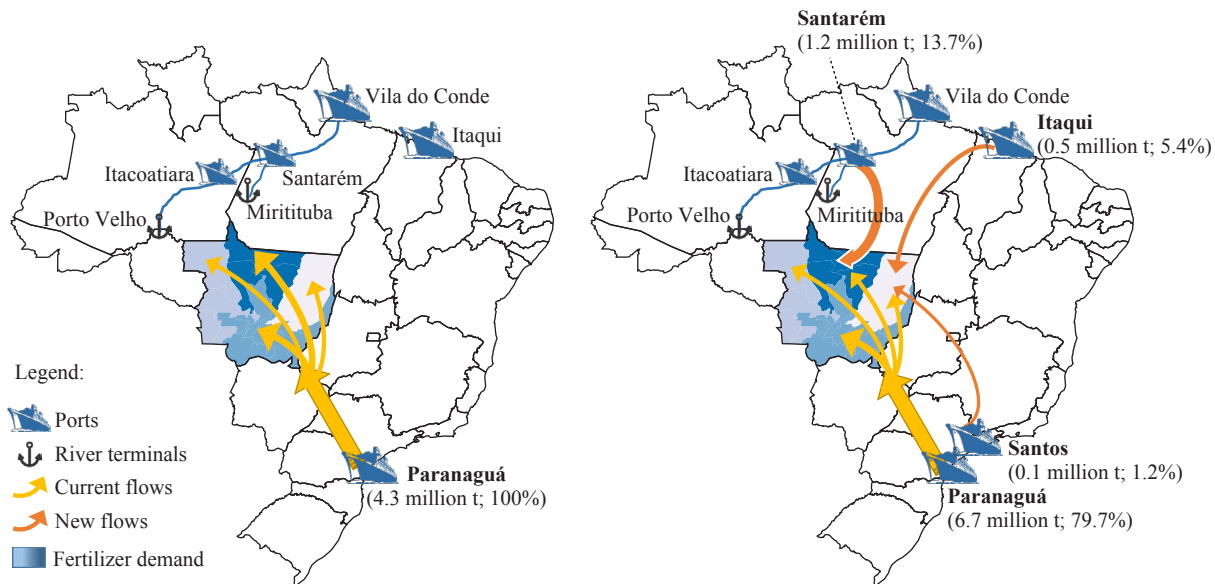 Vila do Conde
Itaqui
Itacoatiara
Santarém
Miritituba
Porto Velho
Legend:
Ports
River terminals
Current flows
New flows
Fertilizer demand
Paranaguá
(4.3 million t; 100%)
Santarém
(1.2 million t; 13.7%)
Vila do Conde
Itaqui
(0.5 million t; 5.4%)
Itacoatiara
Miritituba
Porto Velho
Santos
(0.1 million t; 1.2%)
Paranaguá
(6.7 million t; 79.7%)